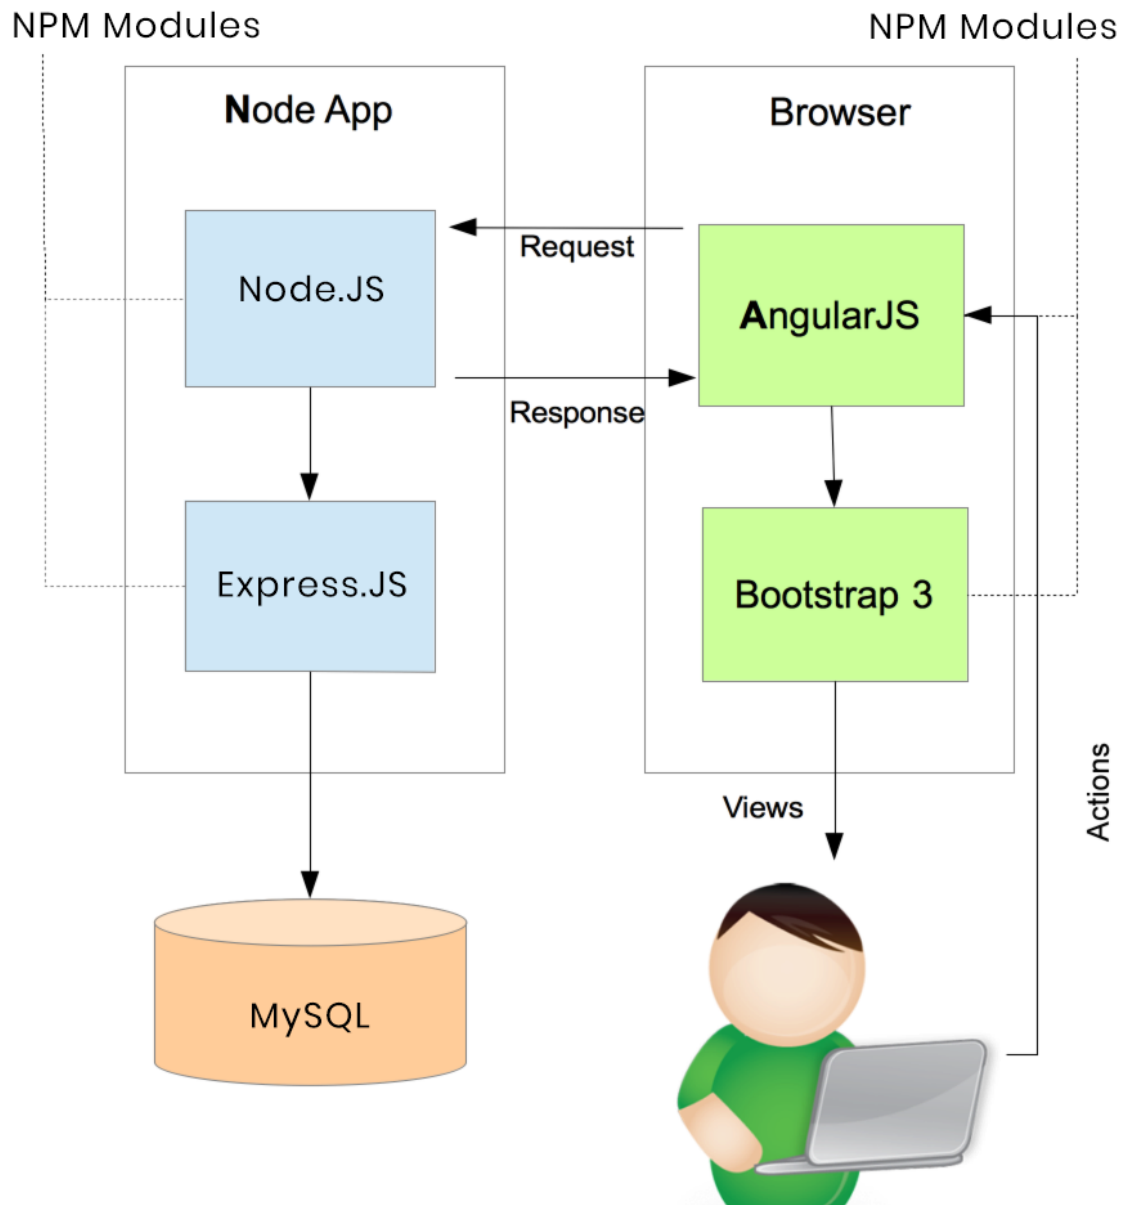 NPM Modules
NPM Modules
Node App
Browser
Request
Node.JS
AngularJS
Response
Express.JS
Bootstrap 3
Views
Actions
MySQL